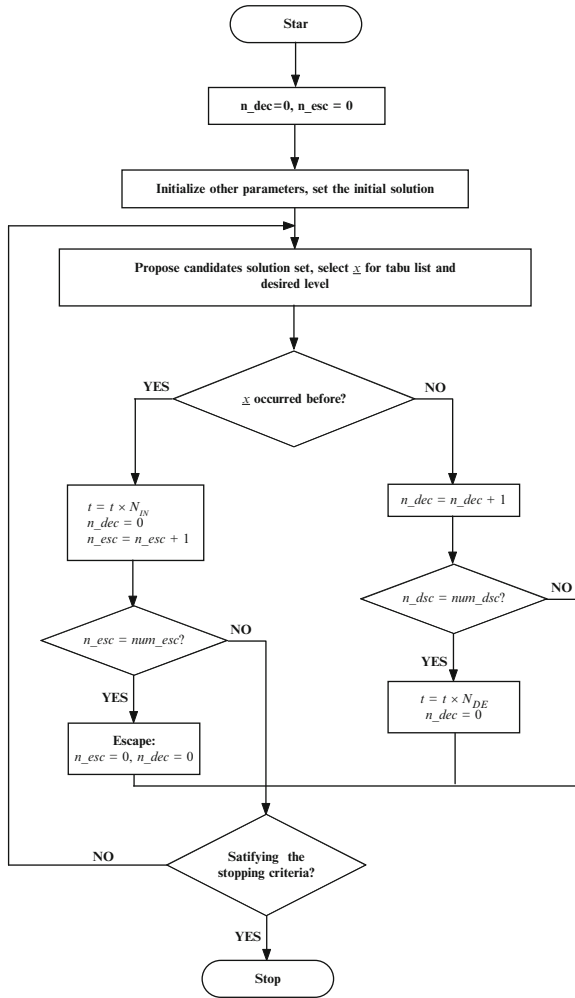 Star
n_dec=0, n_esc = 0
Initialize other parameters, set the initial solution
Propose candidates solution set, select x for tabu list and
desired level
YES
x occurred before?
NO
t = t × N_IN
n_dec = 0
n_esc = n_esc + 1
n_dec = n_dec + 1
n_esc = num_esc?
NO
n_dsc = num_dsc?
NO
YES
YES
Escape:
n_esc = 0, n_dec = 0
t = t × N_DE
n_dec = 0
NO
Satifying the
stopping criteria?
YES
Stop